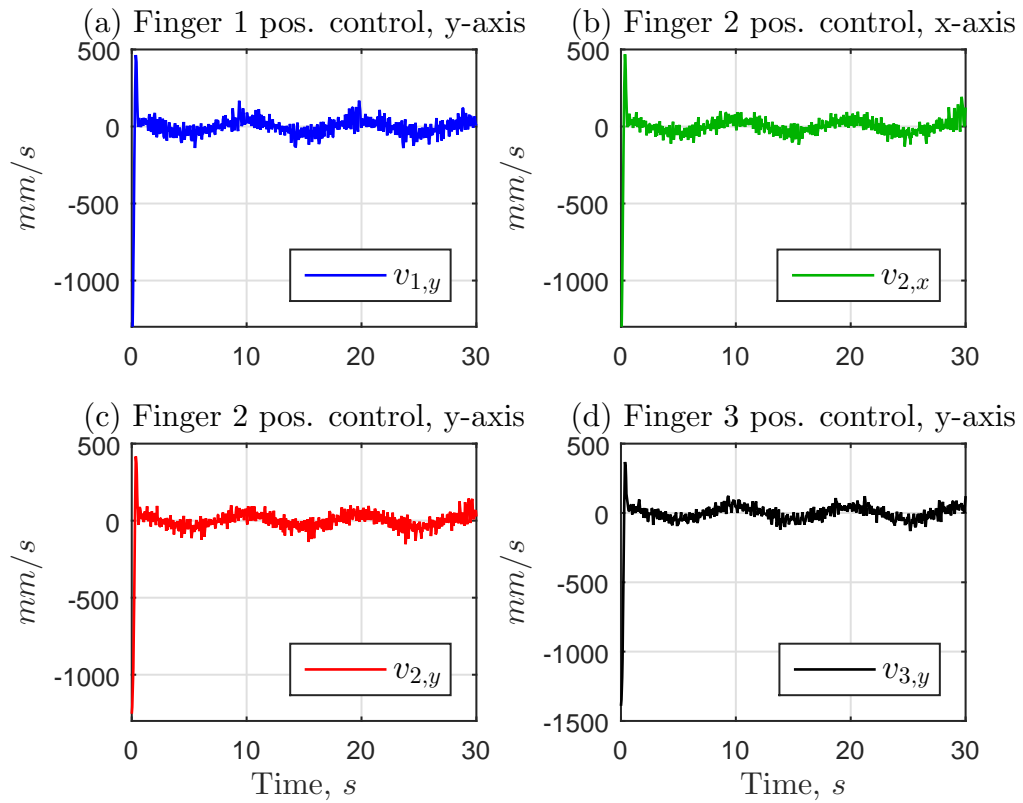 (a) Finger 1 pos. control, y-axis
(b) Finger 2 pos. control, x-axis
500
0
-500
-1000
mm/s
v1,y
0 10 20 30
500
0
-500
-1000
mm/s
v2,x
0 10 20 30
(c) Finger 2 pos. control, y-axis
(d) Finger 3 pos. control, y-axis
500
0
-500
-1000
mm/s
v2,y
0 10 20 30
Time, s
500
0
-500
-1000
-1500
mm/s
v3,y
0 10 20 30
Time, s